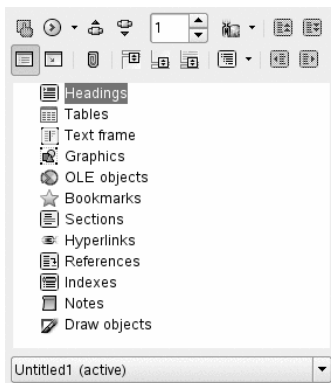 1
Headings
Tables
Text frame
Graphics
OLE objects
Bookmarks
Sections
Hyperlinks
References
Indexes
Notes
Draw objects
Untitled1 (active)